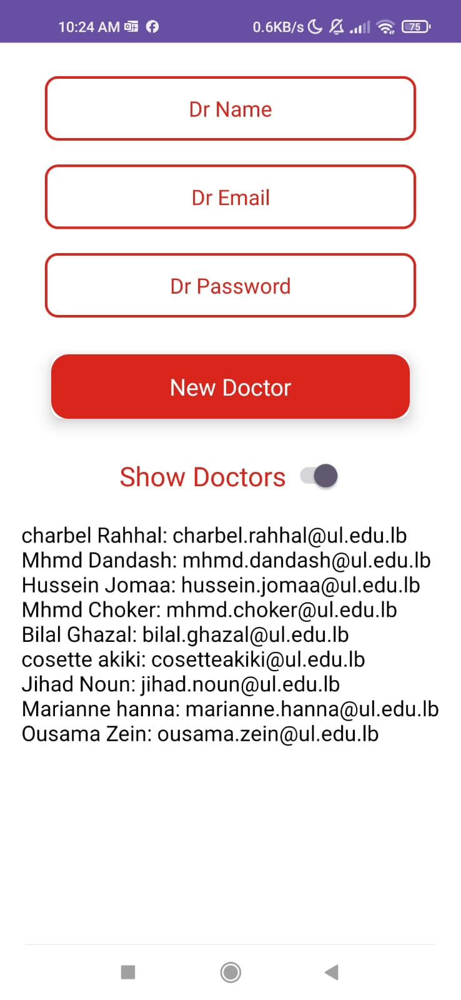 10:24 AM 0.6KB/s 75
Dr Name
Dr Email
Dr Password
New Doctor
Show Doctors
charbel Rahhal: charbel.rahhal@ul.edu.lb
Mhmd Dandash: mhmd.dandash@ul.edu.lb
Hussein Jomaa: hussein.jomaa@ul.edu.lb
Mhmd Choker: mhmd.choker@ul.edu.lb
Bilal Ghazal: bilal.ghazal@ul.edu.lb
cosette akiki: cosetteakiki@ul.edu.lb
Jihad Noun: jihad.noun@ul.edu.lb
Marianne hanna: marianne.hanna@ul.edu.lb
Ousama Zein: ousama.zein@ul.edu.lb